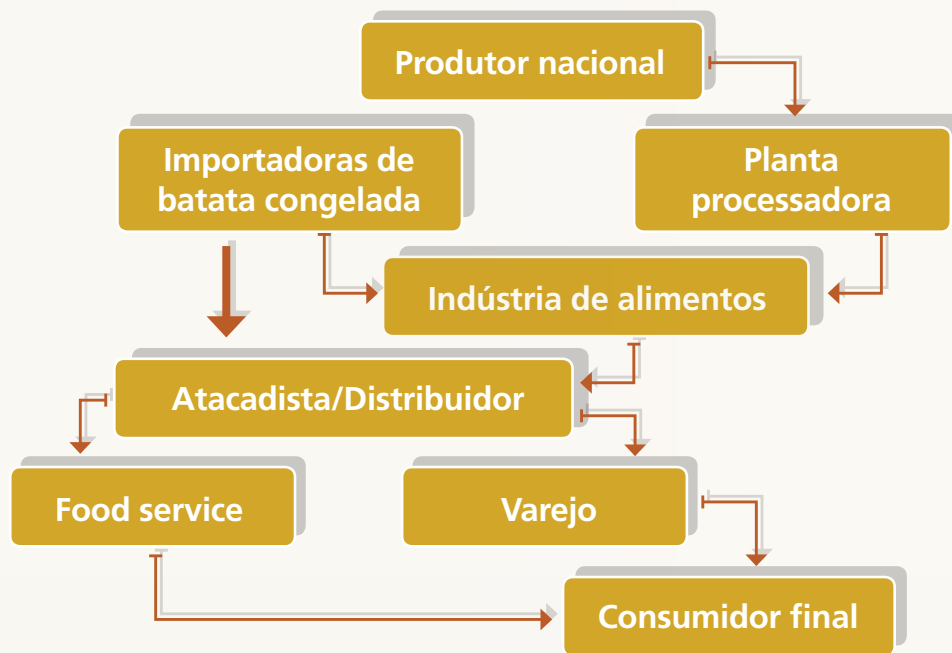 Produtor nacional
Importadoras de
batata congelada
Planta
processadora
Indústria de alimentos
Atacadista/Distribuidor
Food service
Varejo
Consumidor final